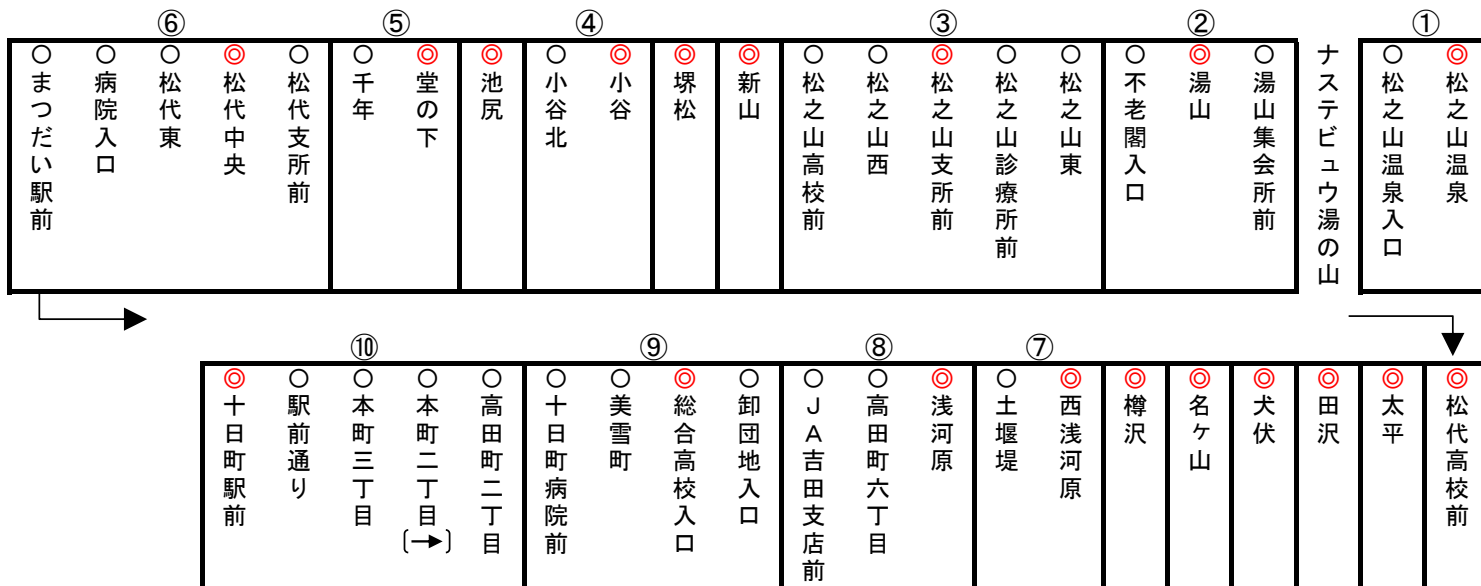 ⑥
⑤
④
③
②
①
◎松之山温泉
○松之山温泉入口
ナステビュウ湯の山
○湯山集会所前
◎湯山
○不老閣入口
○松之山東
○松之山診療所前
◎松之山支所前
○松之山西
○松之山高校前
◎新山
◎堺松
◎小谷
○小谷北
◎池尻
◎堂の下
○千年
○松代支所前
◎松代中央
○松代東
○病院入口
○まつだい駅前
⑩
⑨
⑧
⑦
◎松代高校前
◎太平
◎田沢
◎犬伏
◎名ヶ山
◎樽沢
◎西浅河原
○土堰堤
◎浅河原
○高田町六丁目
○JA吉田支店前
○卸団地入口
◎総合高校入口
○美雪町
○十日町病院前
○高田町二丁目
○本町二丁目〔→〕
○本町三丁目
○駅前通り
◎十日町駅前